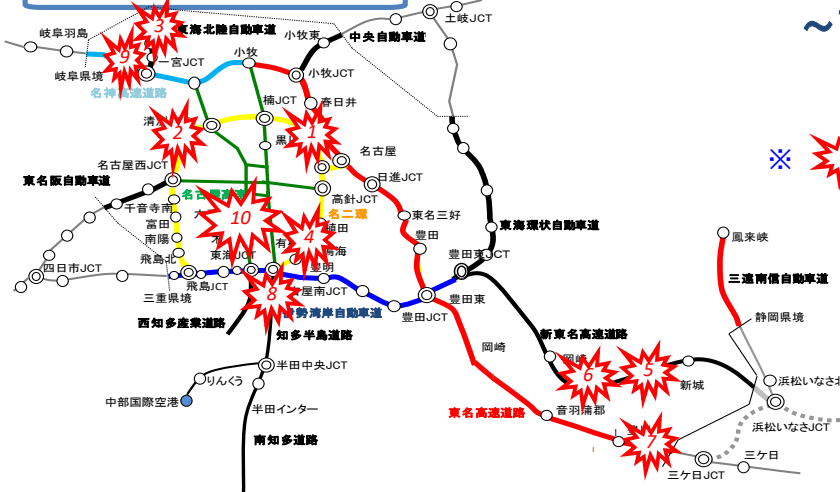 ～
岐阜羽島
3
東海北陸自動車道
小牧東
中央自動車道
土岐JCT
9
一宮JCT
小牧
小牧JCT
岐阜県境
名神高速道路
楠JCT
春日井
清
2
黒
1
名古屋
※
名古屋西JCT
日進JCT
東名阪自動車道
名古屋高
高針JCT
千音寺南
10
名二環
東名三好
富田
植田
4
豊田
東海環状自動車道
南陽
有
鳴海
鳳来峡
飛島北
東海JCT
豊明
豊田東JCT
四日市JCT
飛島JCT
三遠南信自動車道
三重県境
8
屋南JCT
豊田東
伊勢湾岸自動車道
豊田JCT
静岡県境
西知多産業道路
知多半島道路
新東名高速道路
岡崎
半田中央JCT
りんくう
6
5
新城
浜松いなさ北
中部国際空港
半田インター
東名高速道路
音羽蒲郡
浜松いなさJCT
南知多道路
7
三ケ日
三ケ日JCT